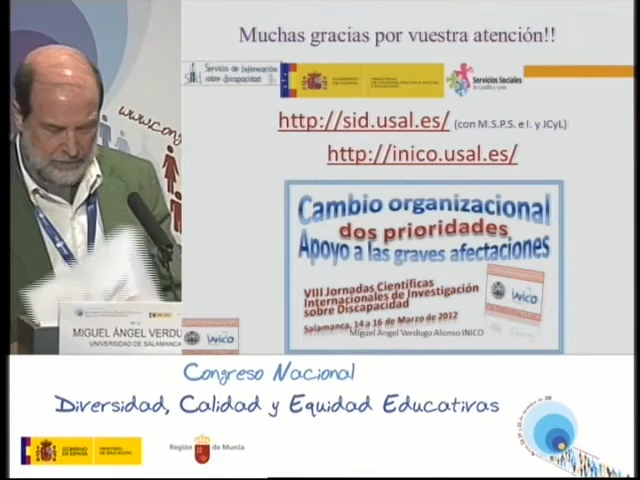 Muchas gracias por vuestra atención!!
Servicio de Información
sobre discapacidad
Servicios Sociales
de Castilla y León
http://sid.usal.es/ (con M.S.P.S. e I. y JCyL)
http://inico.usal.es/
Cambio organizacional
dos prioridades
Apoyo a las graves afectaciones
VIII Jornadas Científicas
Internacionales de Investigación
sobre Discapacidad
Salamanca, 14 a 16 de Marzo de 2012
Miguel Ángel Verdugo Alonso INICO
inico
www.cong
MIGUEL ÁNGEL VERDU
UNIVERSIDAD DE SALAMANCA
inico
Congreso Nacional
Diversidad, Calidad y Equidad Educativas
GOBIERNO
DE ESPAÑA
MINISTERIO
DE EDUCACIÓN
Región de Murcia